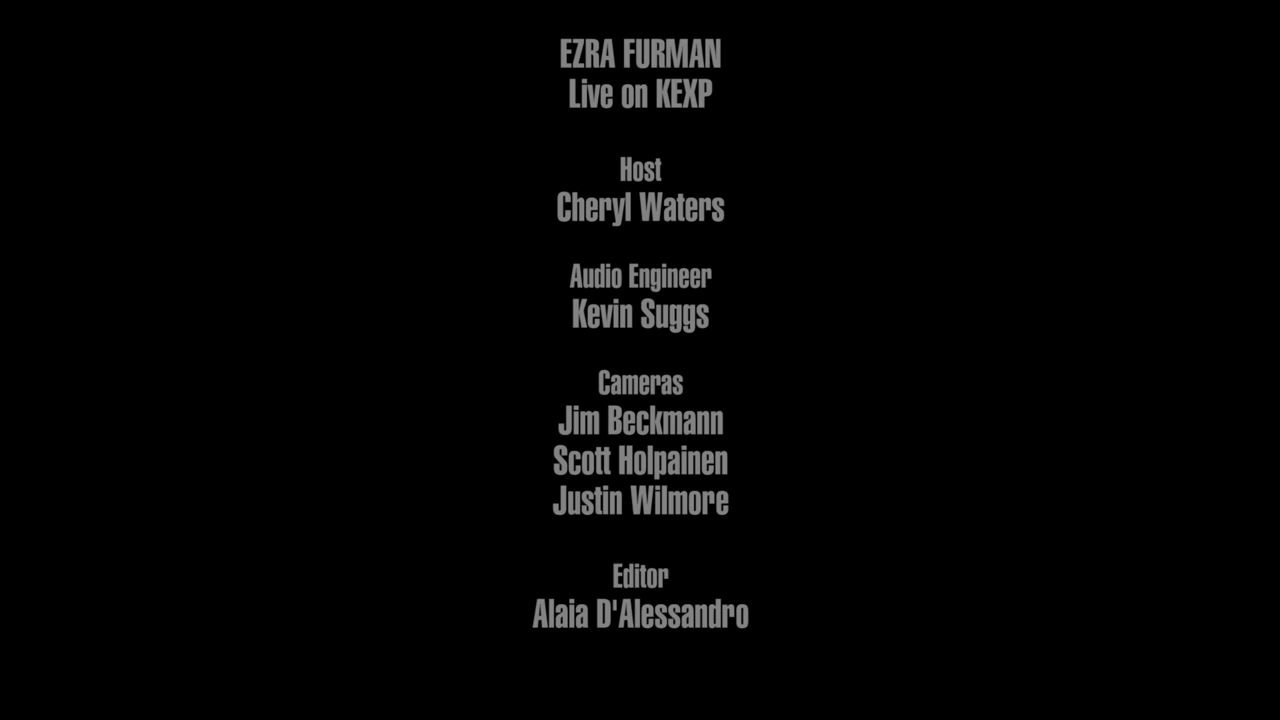 EZRA FURMAN
Live on KEXP
Host
Cheryl Waters
Audio Engineer
Kevin Suggs
Cameras
Jim Beckmann
Scott Holpainen
Justin Wilmore
Editor
Alaia D'Alessandro